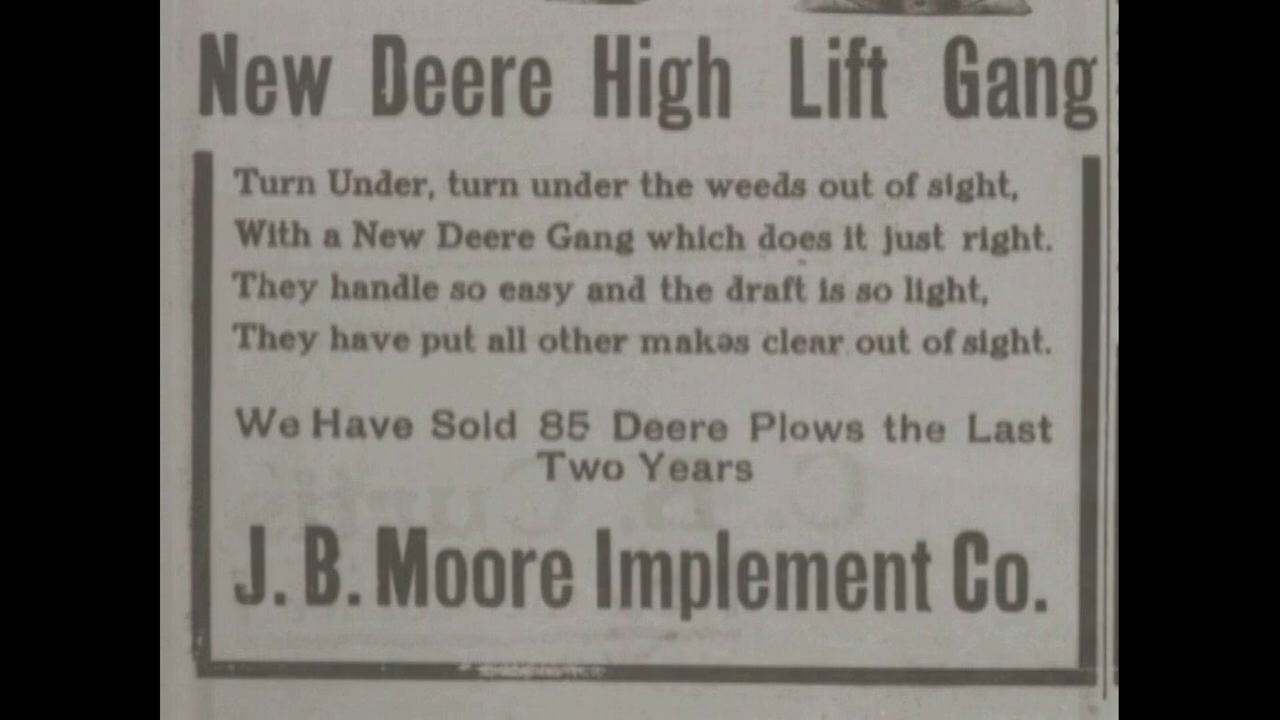 New Deere High Lift Gang
Turn Under, turn under the weeds out of sight,
With a New Deere Gang which does it just right.
They handle so easy and the draft is so light,
They have put all other makes clear out of sight.
We Have Sold 85 Deere Plows the Last
Two Years
J. B. Moore Implement Co.